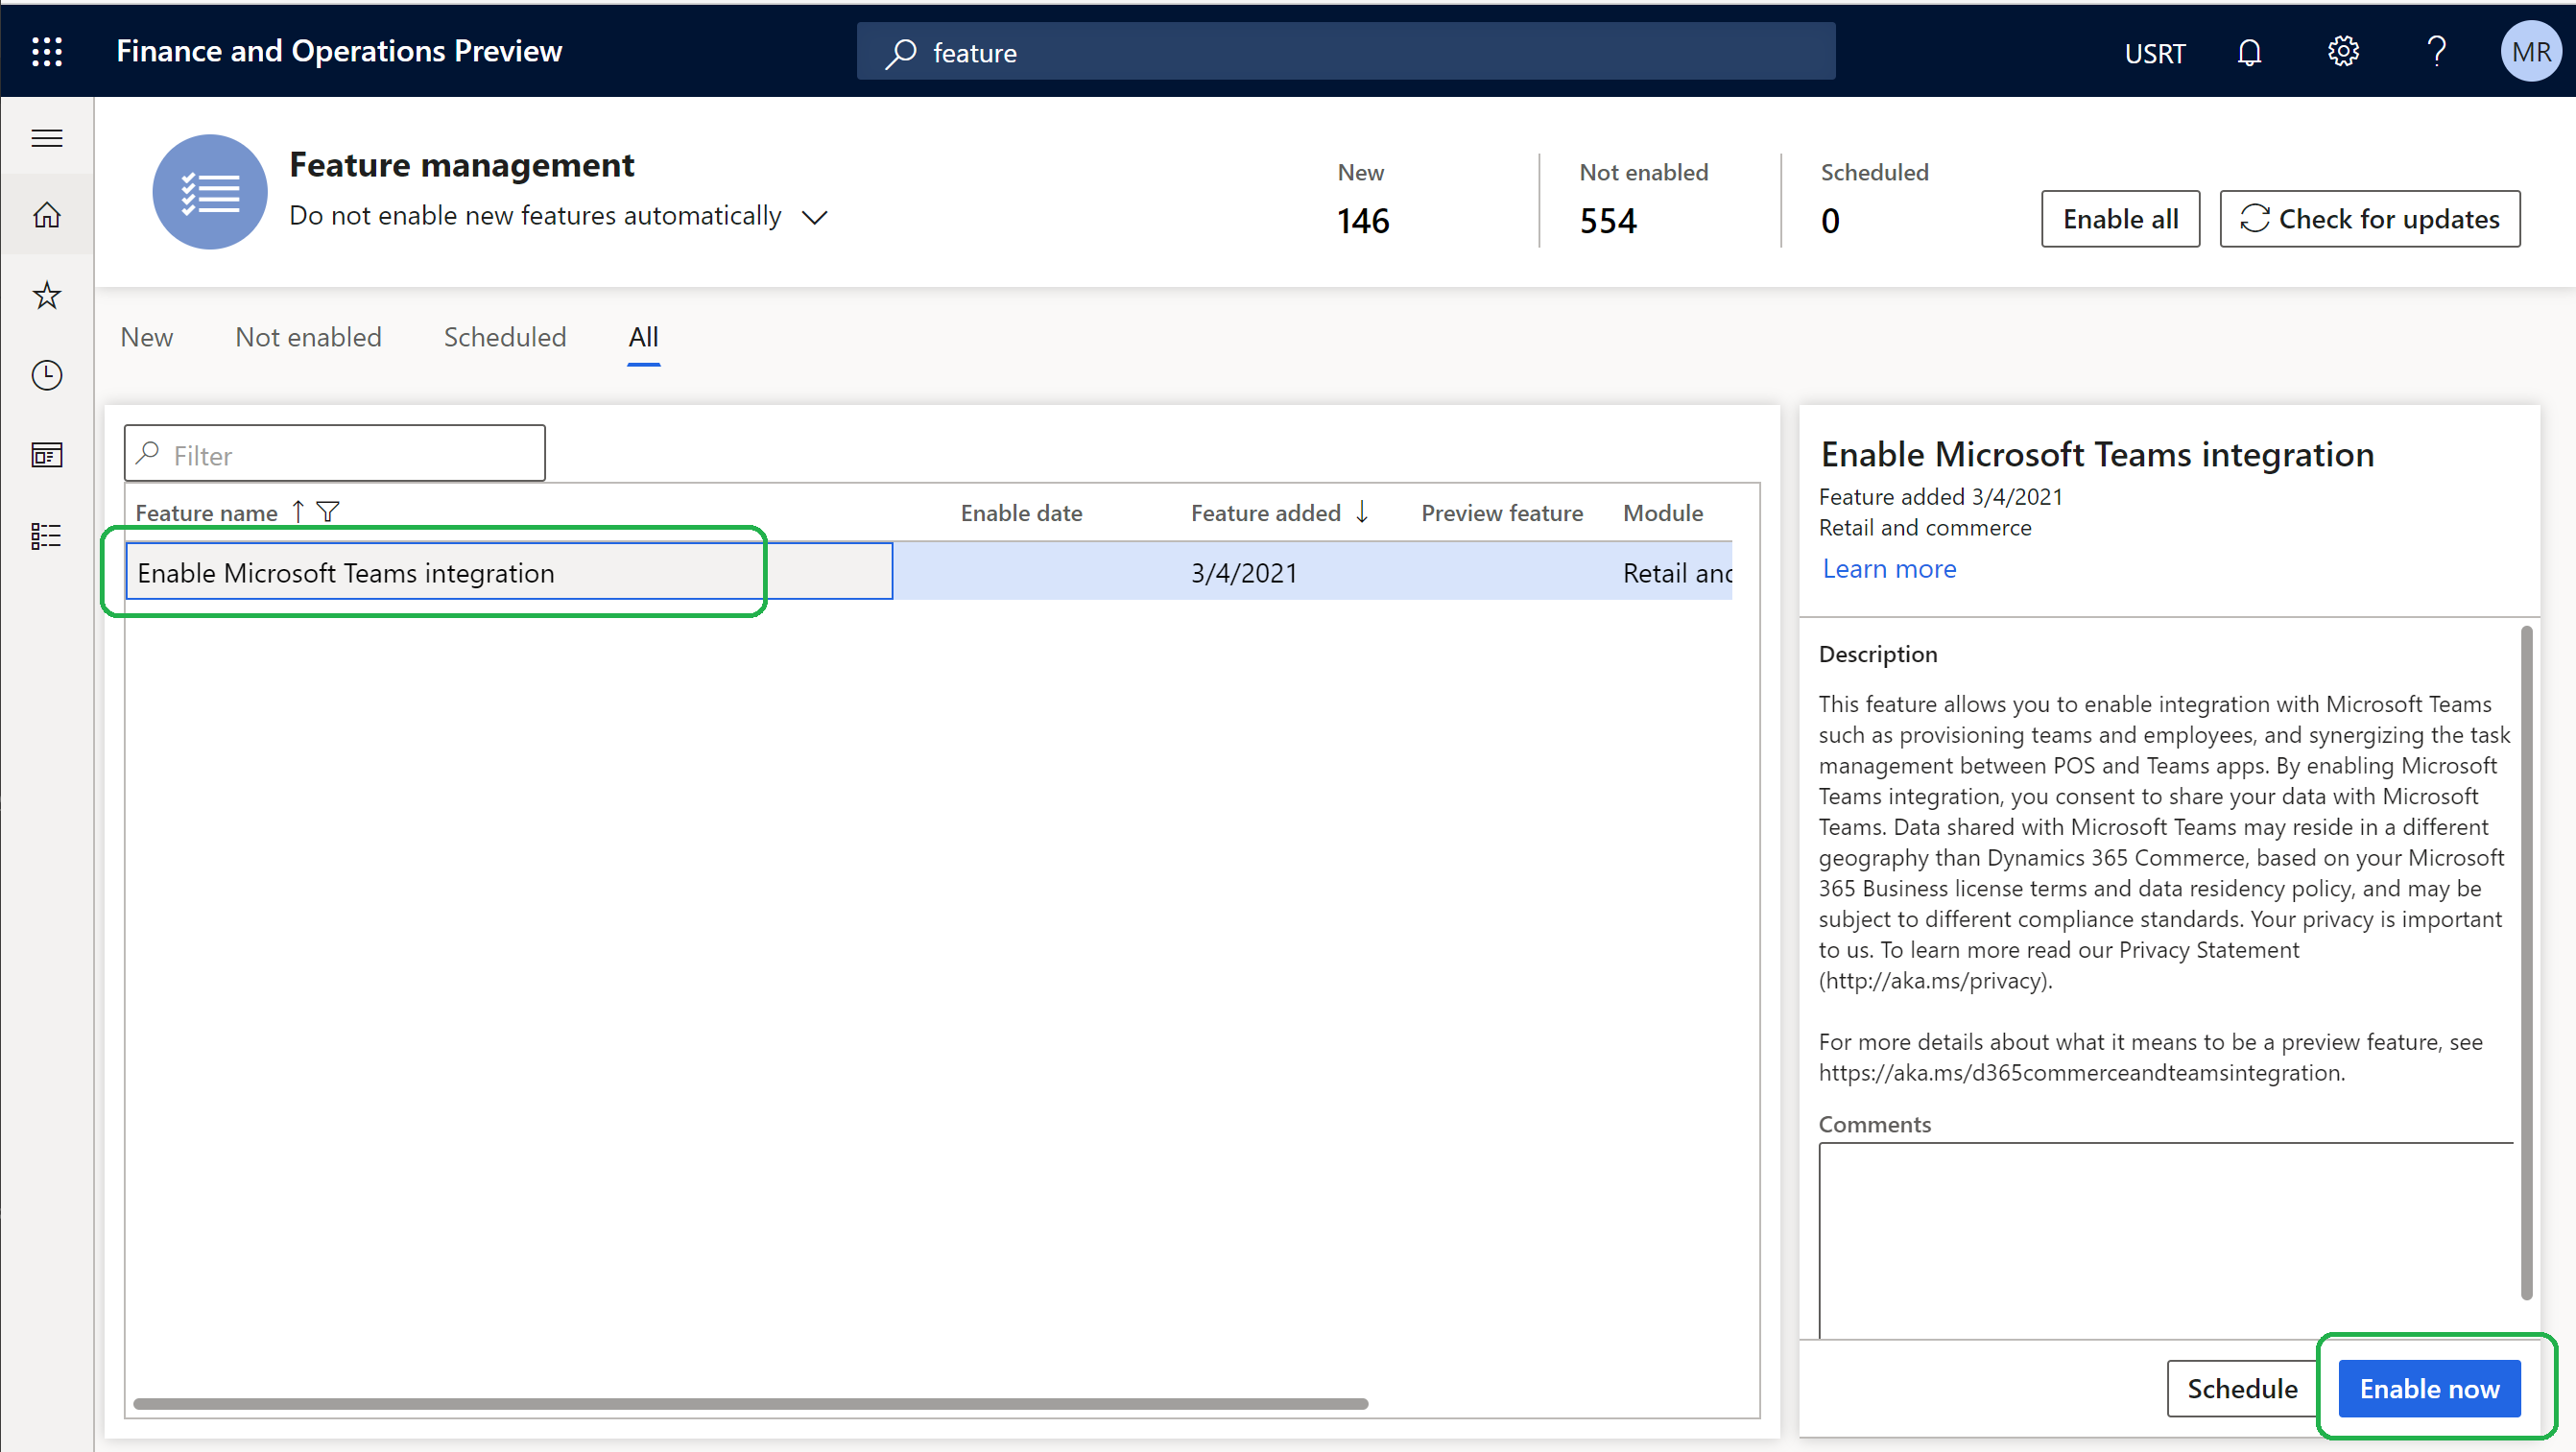 Finance and Operations Preview
feature
USRT
MR
Feature management
Do not enable new features automatically
New
146
Not enabled
554
Scheduled
0
Enable all
Check for updates
New Not enabled Scheduled All
Filter
Feature name Enable date Feature added Preview feature Module
Enable Microsoft Teams integration 3/4/2021 Retail and
Enable Microsoft Teams integration
Feature added 3/4/2021
Retail and commerce
Learn more
Description
This feature allows you to enable integration with Microsoft Teams
such as provisioning teams and employees, and synergizing the task
management between POS and Teams apps. By enabling Microsoft
Teams integration, you consent to share your data with Microsoft
Teams. Data shared with Microsoft Teams may reside in a different
geography than Dynamics 365 Commerce, based on your Microsoft
365 Business license terms and data residency policy, and may be
subject to different compliance standards. Your privacy is important
to us. To learn more read our Privacy Statement
(http://aka.ms/privacy).
For more details about what it means to be a preview feature, see
https://aka.ms/d365commerceandteamsintegration.
Comments
Schedule
Enable now